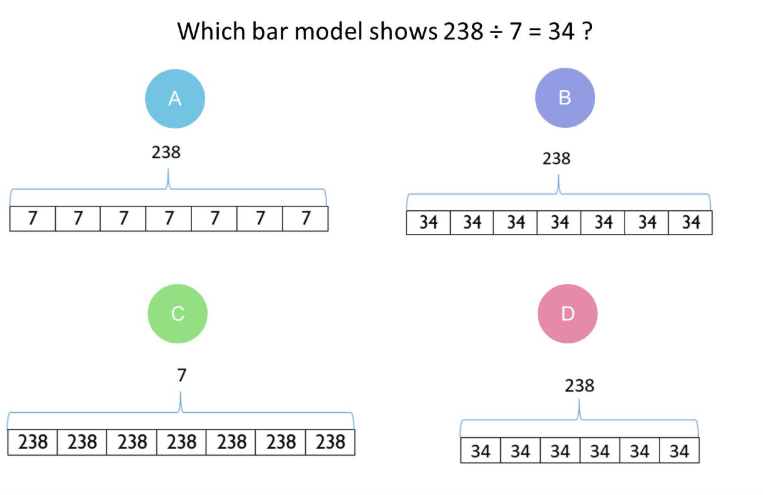 Which bar model shows 238 ÷ 7 = 34 ?
A
238
7 7 7 7 7 7 7
B
238
34 34 34 34 34 34 34
C
7
238 238 238 238 238 238 238
D
238
34 34 34 34 34 34